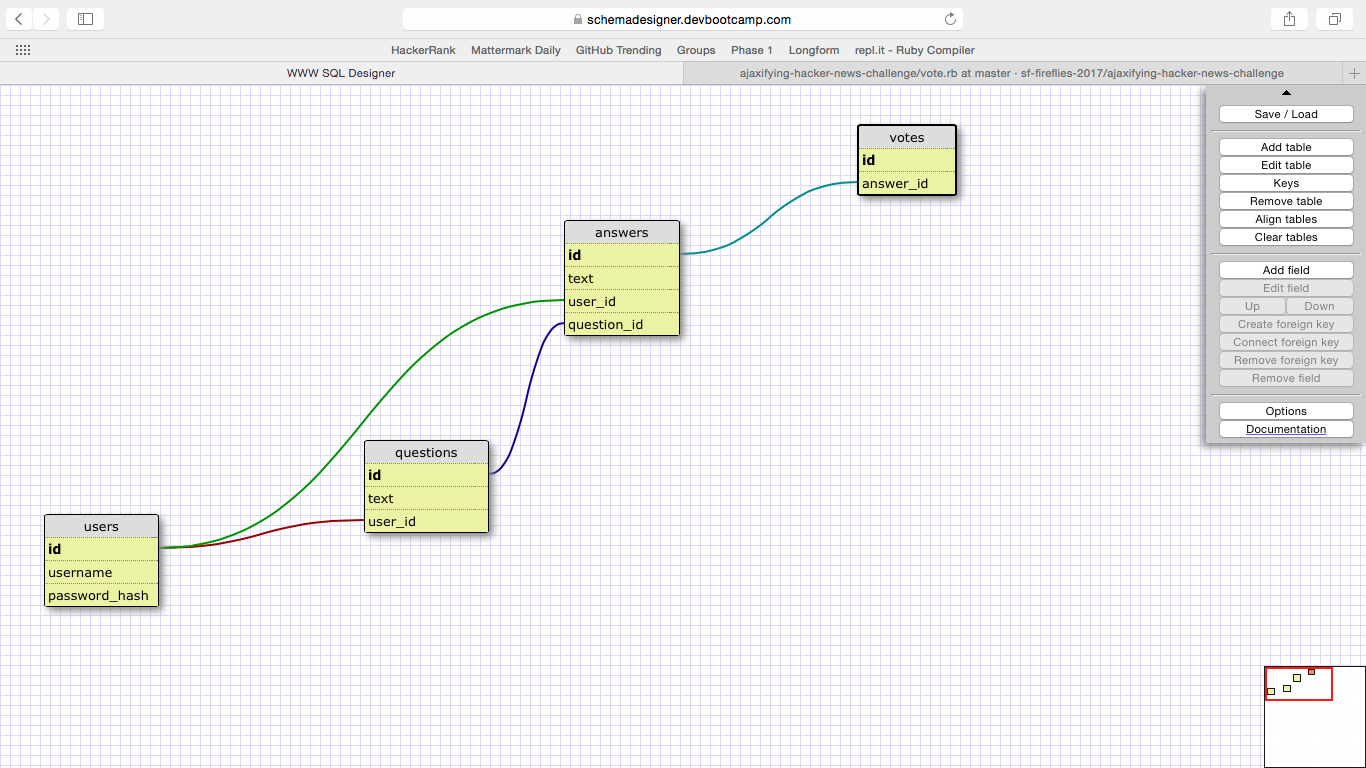 schemadesigner.devbootcamp.com
HackerRank Mattermark Daily GitHub Trending Groups Phase 1 Longform repl.it - Ruby Compiler
WWW SQL Designer
ajaxifying-hacker-news-challenge/vote.rb at master · sf-fireflies-2017/ajaxifying-hacker-news-challenge
votes
id
answer_id
answers
id
text
user_id
question_id
questions
id
text
user_id
users
id
username
password_hash
Save / Load
Add table
Edit table
Keys
Remove table
Align tables
Clear tables
Add field
Edit field
Up Down
Create foreign key
Connect foreign key
Remove foreign key
Remove field
Options
Documentation